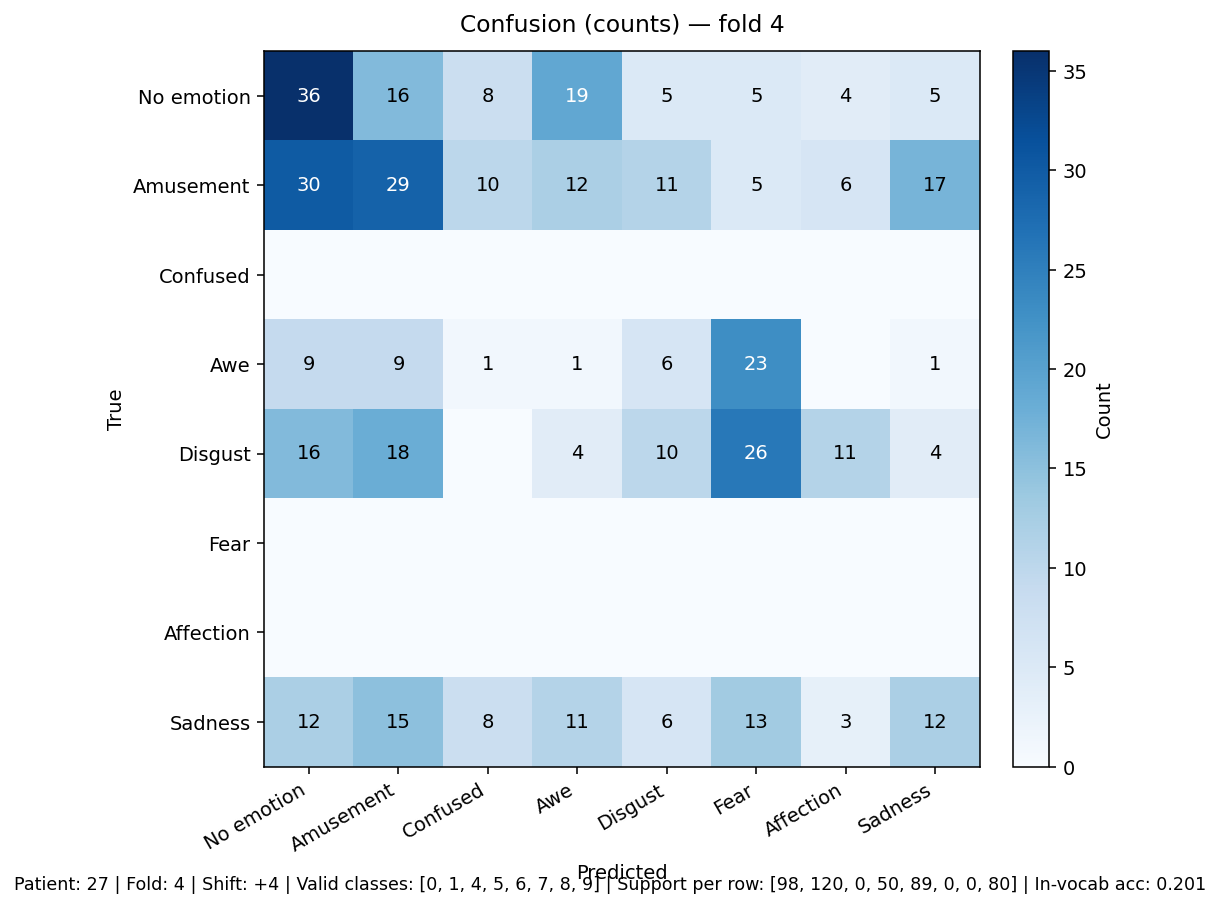 Confusion (counts) — fold 4
No emotion 36 16 8 19 5 5 4 5
Amusement 30 29 10 12 11 5 6 17
Confused
Awe 9 9 1 1 6 23 1
Disgust 16 18 4 10 26 11 4
Fear
Affection
Sadness 12 15 8 11 6 13 3 12
True
No emotion Amusement Confused Awe Disgust Fear Affection Sadness
Predicted
35
30
25
20
15
10
5
0
Count
Patient: 27 | Fold: 4 | Shift: +4 | Valid classes: [0, 1, 4, 5, 6, 7, 8, 9] | Support per row: [98, 120, 0, 50, 89, 0, 0, 80] | In-vocab acc: 0.201